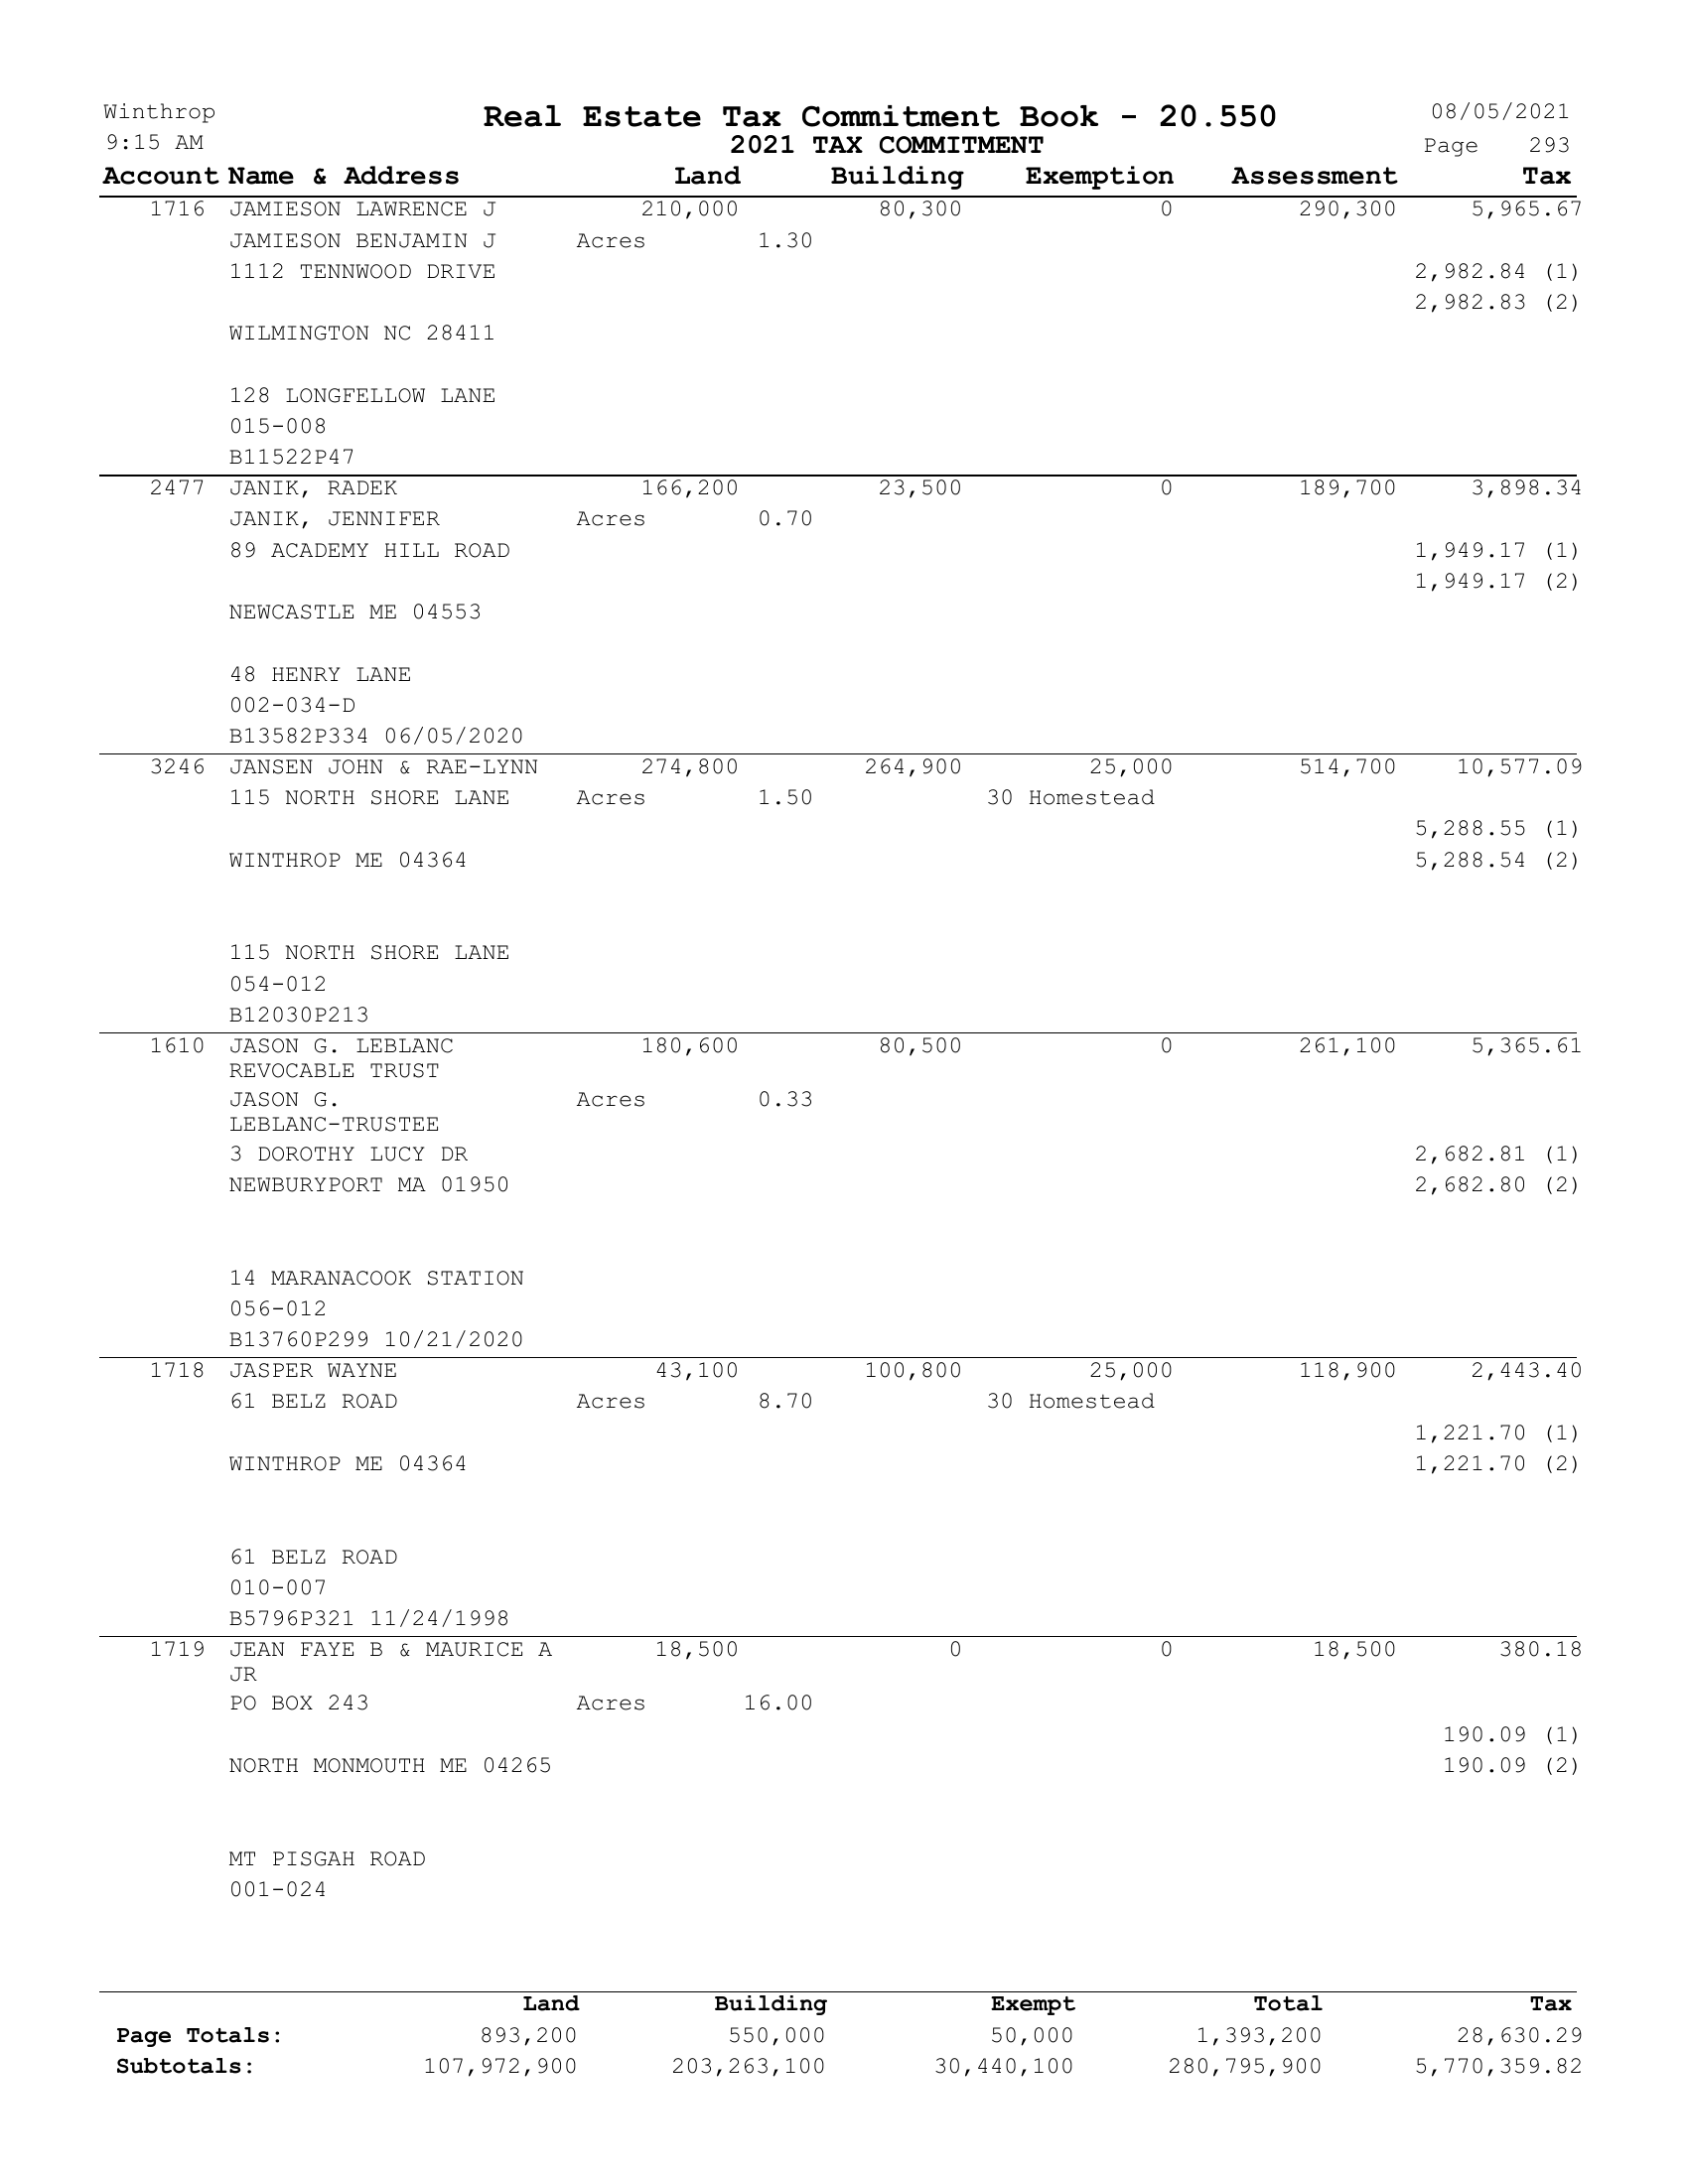 Winthrop Real Estate Tax Commitment Book - 20.550 08/05/2021
9:15 AM 2021 TAX COMMITMENT Page 293
Account Name & Address Land Building Exemption Assessment Tax
1716 JAMIESON LAWRENCE J 210,000 80,300 0 290,300 5,965.67
JAMIESON BENJAMIN J Acres 1.30
1112 TENNWOOD DRIVE 2,982.84 (1)
2,982.83 (2)
WILMINGTON NC 28411
128 LONGFELLOW LANE
015-008
B11522P47
2477 JANIK, RADEK 166,200 23,500 0 189,700 3,898.34
JANIK, JENNIFER Acres 0.70
89 ACADEMY HILL ROAD 1,949.17 (1)
1,949.17 (2)
NEWCASTLE ME 04553
48 HENRY LANE
002-034-D
B13582P334 06/05/2020
3246 JANSEN JOHN & RAE-LYNN 274,800 264,900 25,000 514,700 10,577.09
115 NORTH SHORE LANE Acres 1.50 30 Homestead
5,288.55 (1)
WINTHROP ME 04364 5,288.54 (2)
115 NORTH SHORE LANE
054-012
B12030P213
1610 JASON G. LEBLANC 180,600 80,500 0 261,100 5,365.61
REVOCABLE TRUST
JASON G. Acres 0.33
LEBLANC-TRUSTEE
3 DOROTHY LUCY DR 2,682.81 (1)
NEWBURYPORT MA 01950 2,682.80 (2)
14 MARANACOOK STATION
056-012
B13760P299 10/21/2020
1718 JASPER WAYNE 43,100 100,800 25,000 118,900 2,443.40
61 BELZ ROAD Acres 8.70 30 Homestead
1,221.70 (1)
WINTHROP ME 04364 1,221.70 (2)
61 BELZ ROAD
010-007
B5796P321 11/24/1998
1719 JEAN FAYE B & MAURICE A 18,500 0 0 18,500 380.18
JR
PO BOX 243 Acres 16.00
190.09 (1)
NORTH MONMOUTH ME 04265 190.09 (2)
MT PISGAH ROAD
001-024
Land Building Exempt Total Tax
Page Totals: 893,200 550,000 50,000 1,393,200 28,630.29
Subtotals: 107,972,900 203,263,100 30,440,100 280,795,900 5,770,359.82